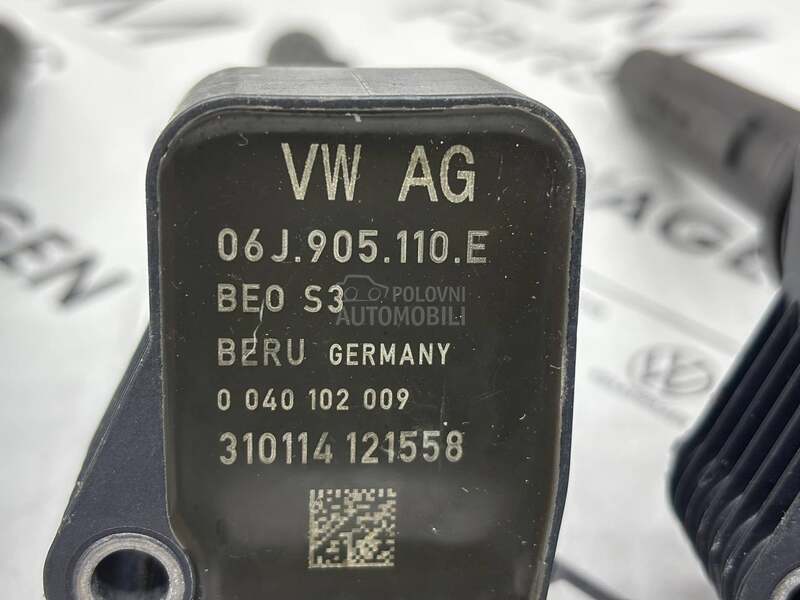 VW AG
06J.905.110.E
BEO S3
POLOVNI
AUTOMOBILI
BERU GERMANY
0 040 102 009
310114 121558